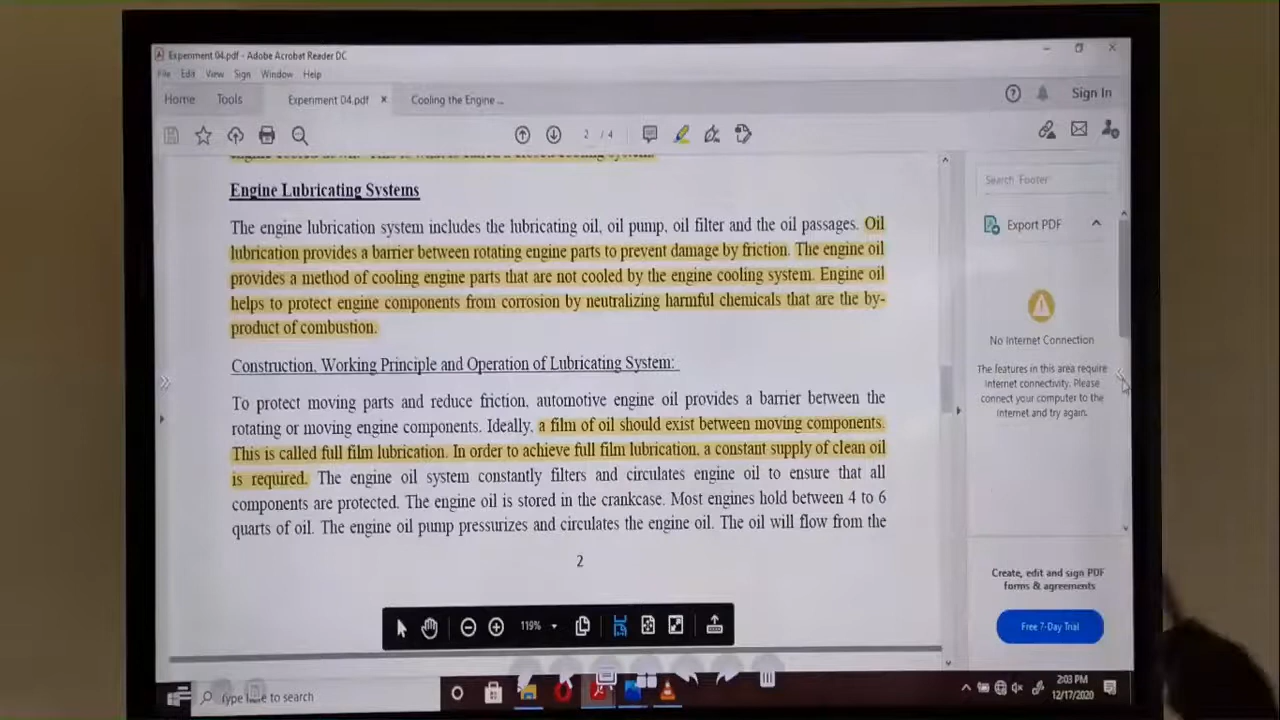 Experiment 04.pdf - Adobe Acrobat Reader DC
File Edit View Sign Window Help
Home Tools Experiment 04.pdf × Cooling the Engine ... Sign In
2 / 4
Search Footer
Engine Lubricating Systems
Export PDF
The engine lubrication system includes the lubricating oil, oil pump, oil filter and the oil passages. Oil
lubrication provides a barrier between rotating engine parts to prevent damage by friction. The engine oil
provides a method of cooling engine parts that are not cooled by the engine cooling system. Engine oil
helps to protect engine components from corrosion by neutralizing harmful chemicals that are the by-
product of combustion.
No Internet Connection
The features in this area require
Internet connectivity. Please
connect your computer to the
Internet and try again.
Construction, Working Principle and Operation of Lubricating System:
To protect moving parts and reduce friction, automotive engine oil provides a barrier between the
rotating or moving engine components. Ideally, a film of oil should exist between moving components.
This is called full film lubrication. In order to achieve full film lubrication, a constant supply of clean oil
is required. The engine oil system constantly filters and circulates engine oil to ensure that all
components are protected. The engine oil is stored in the crankcase. Most engines hold between 4 to 6
quarts of oil. The engine oil pump pressurizes and circulates the engine oil. The oil will flow from the
2
Create, edit and sign PDF
forms & agreements
Free 7-Day Trial
119%
Type here to search
2:03 PM
12/17/2020